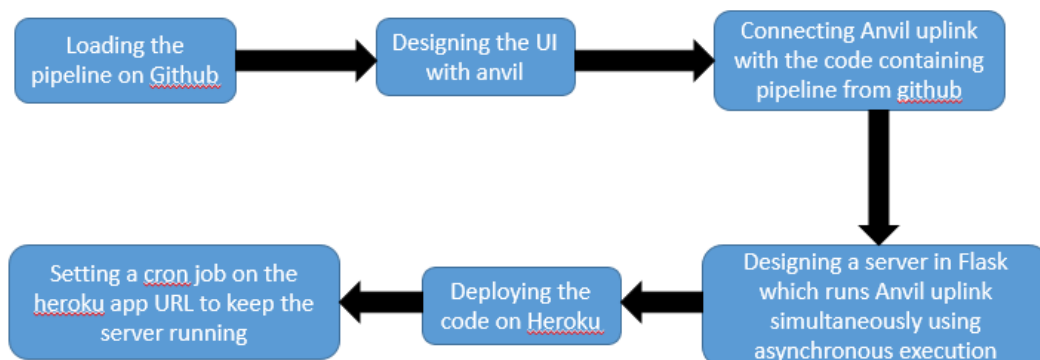 Loading the
pipeline on Github
Designing the UI
with anvil
Connecting Anvil uplink
with the code containing
pipeline from github
Designing a server in Flask
which runs Anvil uplink
simultaneously using
asynchronous execution
Deploying the
code on Heroku
Setting a cron job on the
heroku app URL to keep the
server running